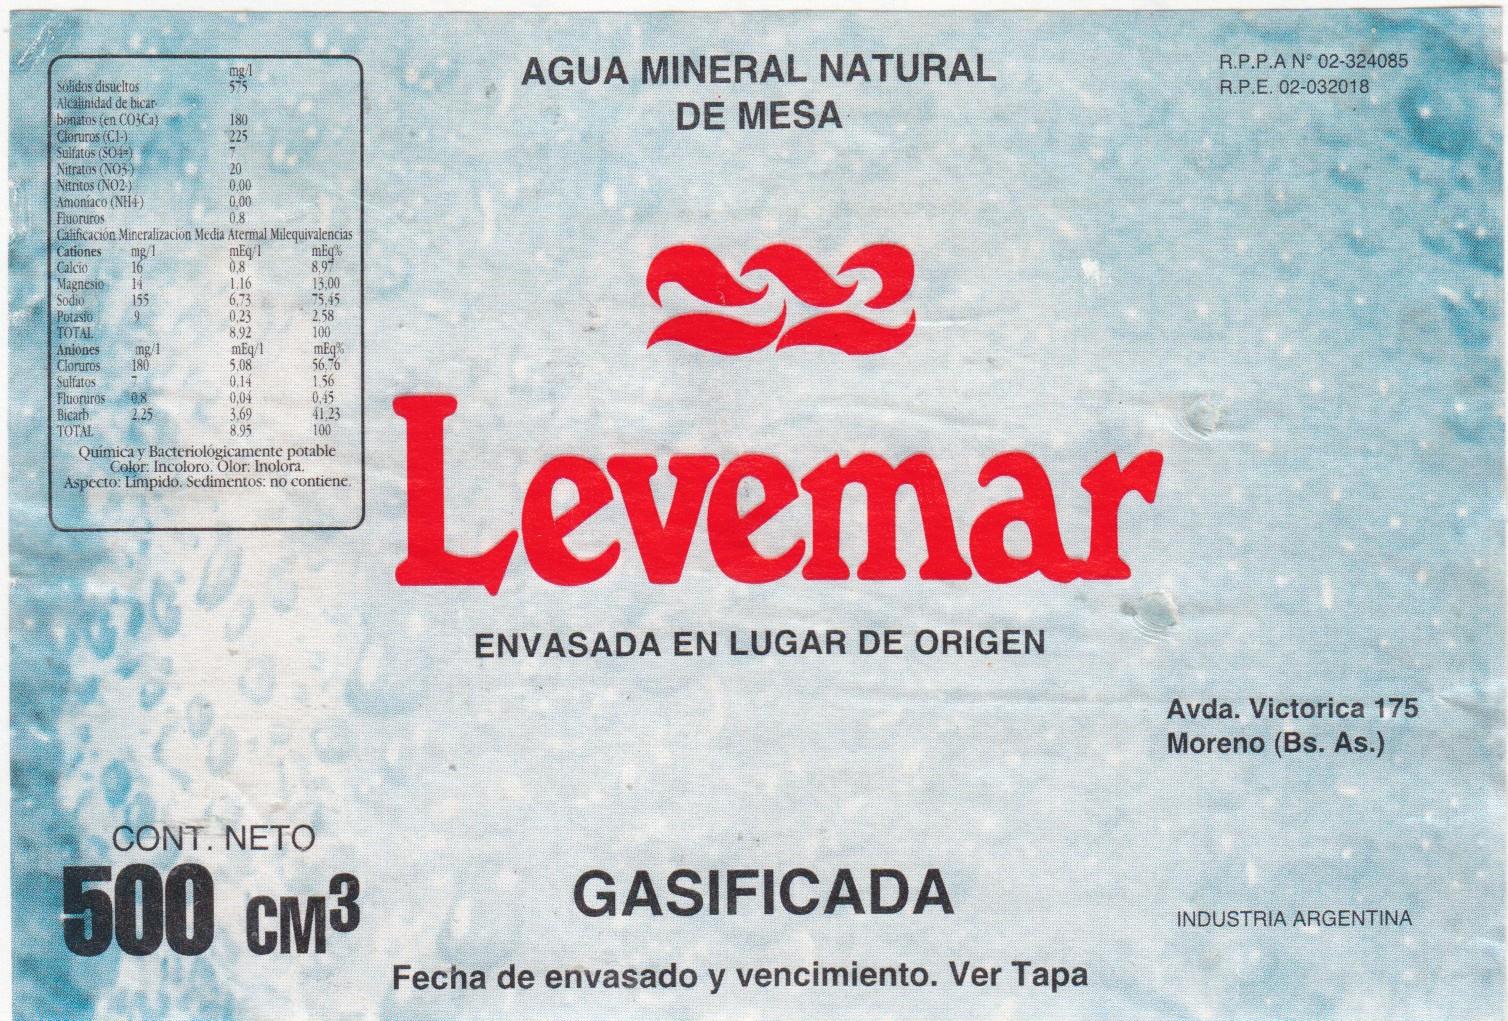 mg/l
Sólidos disueltos 575
Alcalinidad de bicar-
bonatos (en CO3Ca) 180
Cloruros (Cl-) 225
Sulfatos (SO4=) 7
Nitratos (NO3-) 20
Nitritos (NO2-) 0,00
Amoníaco (NH4) 0,00
Fluoruros 0,8
Calificación Mineralización Media Atermal Milequivalencias
Cationes mg/l mEq/l mEq%
Calcio 16 0,8 8,97
Magnesio 14 1,16 13,00
Sodio 155 6,73 75,45
Potasio 9 0,23 2,58
TOTAL 8,92 100
Aniones mg/l mEq/l mEq%
Cloruros 180 5,08 56,76
Sulfatos 7 0,14 1,56
Fluoruros 0,8 0,04 0,45
Bicarb. 2,25 3,69 41,23
TOTAL 8,95 100
Química y Bacteriológicamente potable
Color: Incoloro. Olor: Inolora.
Aspecto: Límpido. Sedimentos: no contiene.
AGUA MINERAL NATURAL
DE MESA
R.P.P.A N° 02-324085
R.P.E. 02-032018
Levemar
ENVASADA EN LUGAR DE ORIGEN
Avda. Victorica 175
Moreno (Bs. As.)
CONT. NETO
500 CM3
GASIFICADA
INDUSTRIA ARGENTINA
Fecha de envasado y vencimiento. Ver Tapa